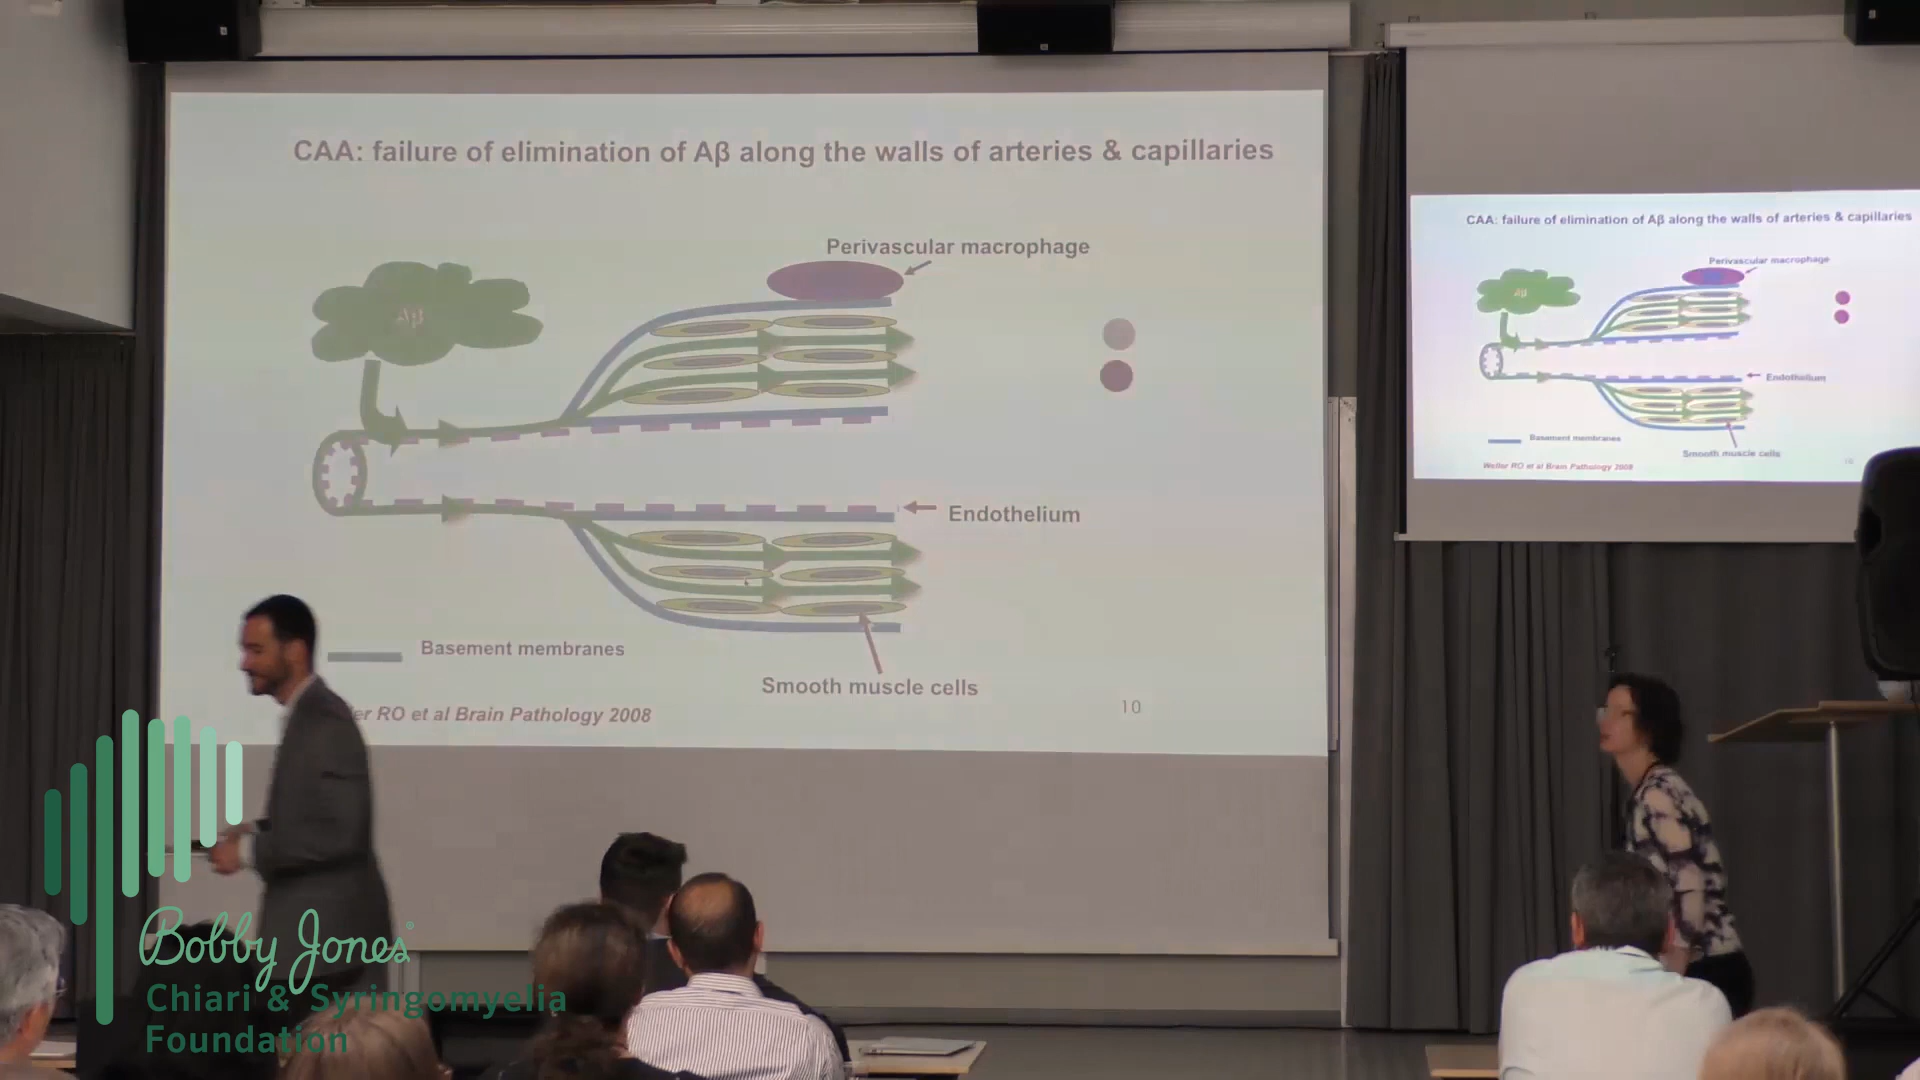 CAA: failure of elimination of Aβ along the walls of arteries & capillaries
Perivascular macrophage
Aβ
Endothelium
Basement membranes
Smooth muscle cells
er RO et al Brain Pathology 2008
10
CAA: failure of elimination of Aβ along the walls of arteries & capillaries
Perivascular macrophage
Aβ
Endothelium
Basement membranes
Smooth muscle cells
Weller RO et al Brain Pathology 2008
10
Bobby Jones®
Chiari & Syringomyelia
Foundation